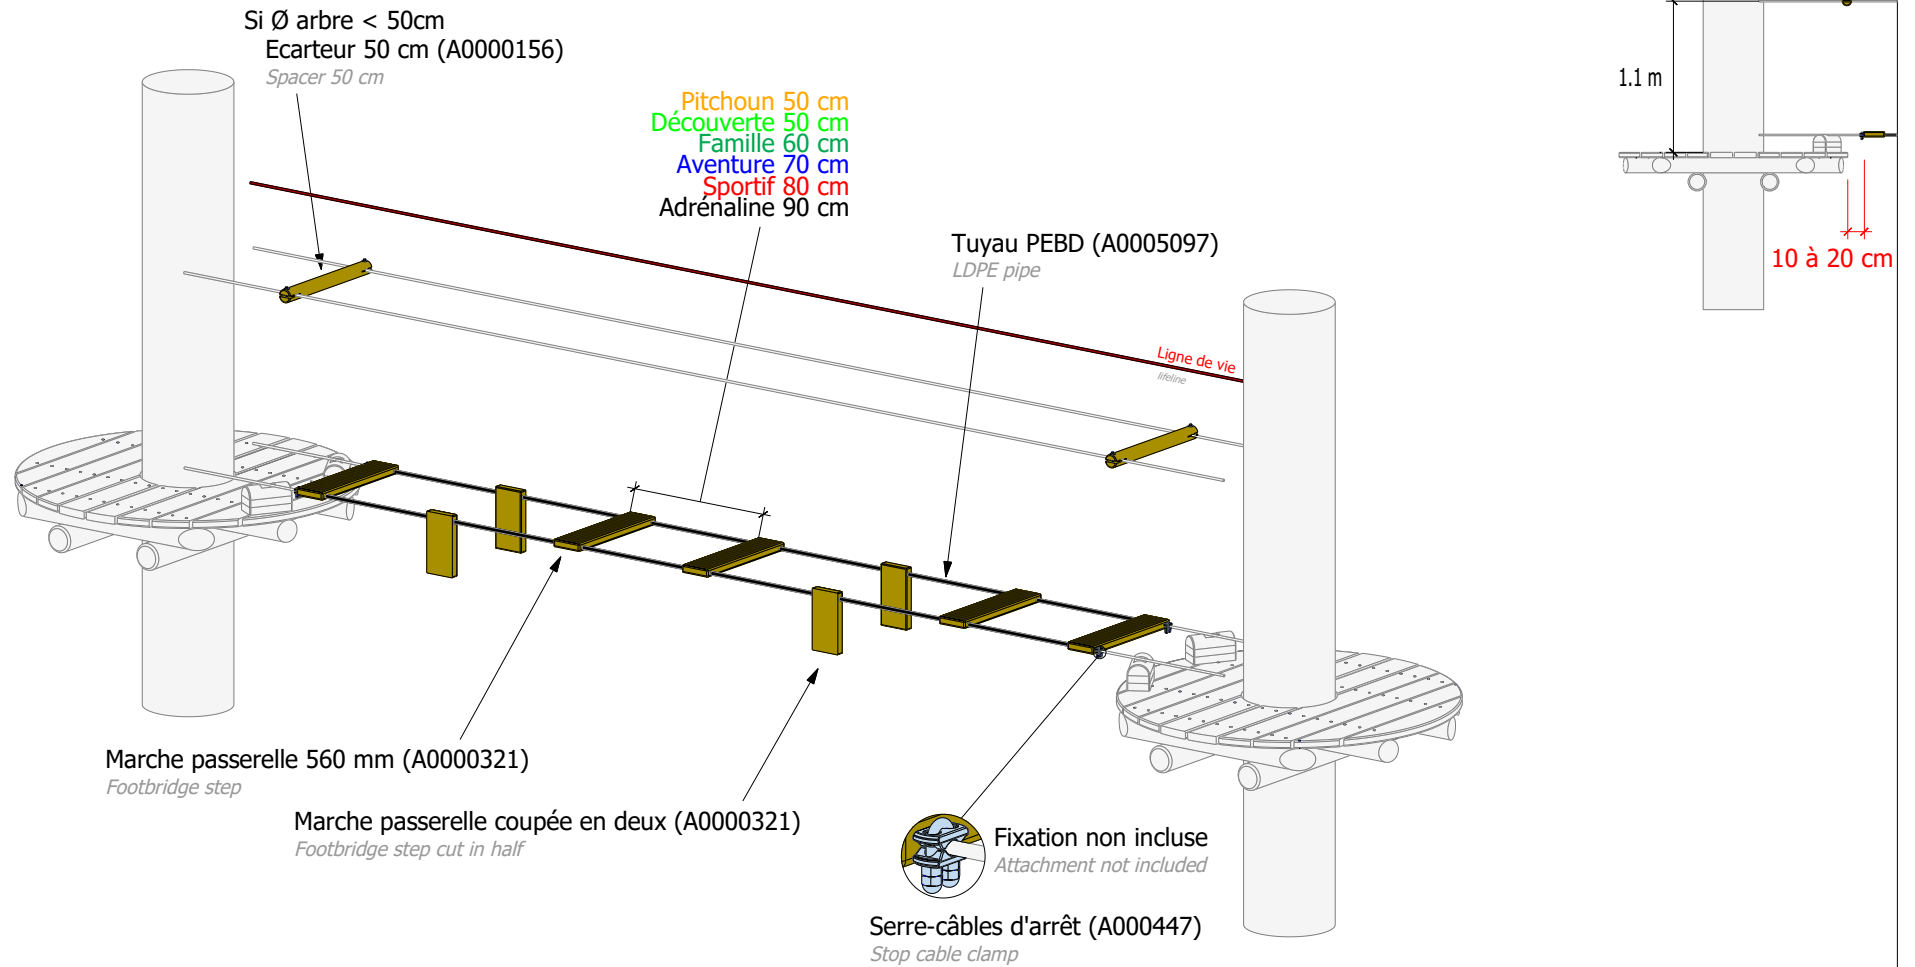 Si Ø arbre < 50cm
Ecarteur 50 cm (A0000156)
Spacer 50 cm
Pitchoun 50 cm
Découverte 50 cm
Famille 60 cm
Aventure 70 cm
Sportif 80 cm
Adrénaline 90 cm
Tuyau PEBD (A0005097)
LDPE pipe
1.1 m
10 à 20 cm
Ligne de vie
lifeline
Marche passerelle 560 mm (A0000321)
Footbridge step
Marche passerelle coupée en deux (A0000321)
Footbridge step cut in half
Fixation non incluse
Attachment not included
Serre-câbles d'arrêt (A000447)
Stop cable clamp